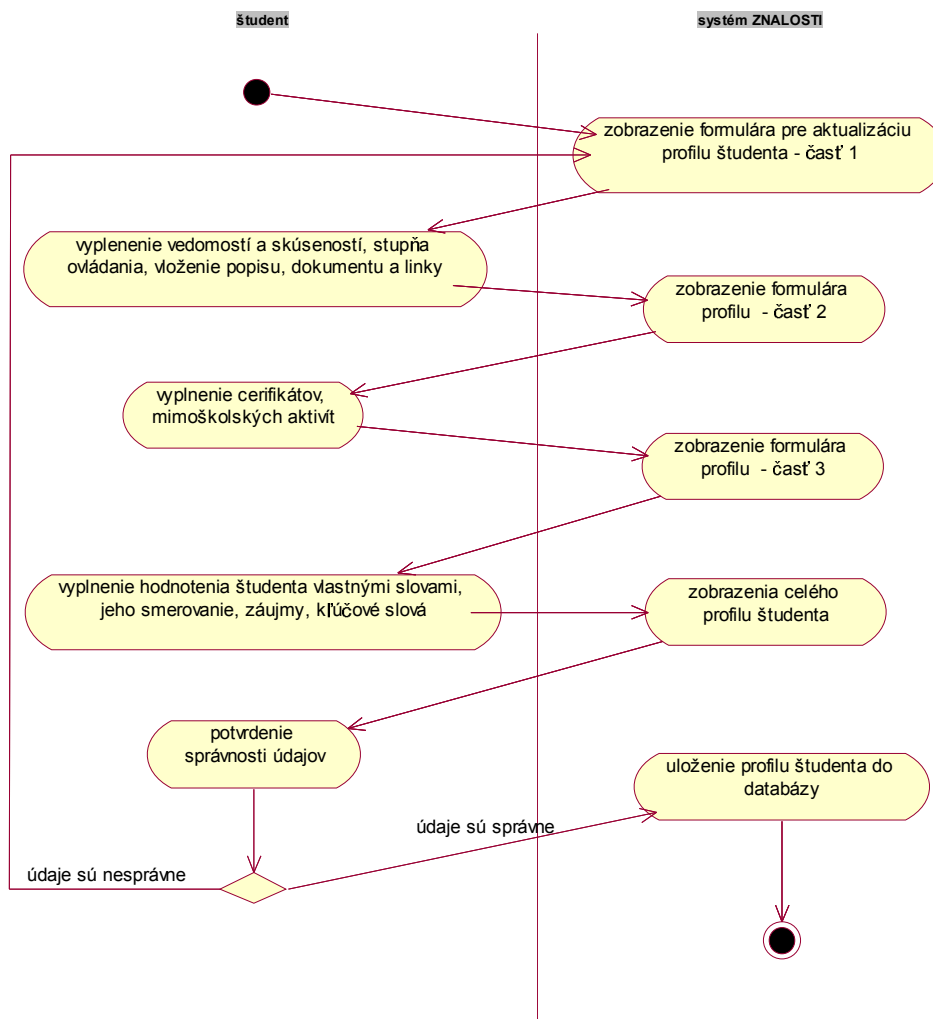 študent
systém ZNALOSTI
zobrazenie formulára pre aktualizáciu
profilu študenta - časť 1
vyplenenie vedomostí a skúseností, stupňa
ovládania, vloženie popisu, dokumentu a linky
zobrazenie formulára
profilu - časť 2
vyplnenie cerifikátov,
mimoškolských aktivít
zobrazenie formulára
profilu - časť 3
vyplnenie hodnotenia študenta vlastnými slovami,
jeho smerovanie, záujmy, kľúčové slová
zobrazenia celého
profilu študenta
potvrdenie
správnosti údajov
uloženie profilu študenta do
databázy
údaje sú správne
údaje sú nesprávne